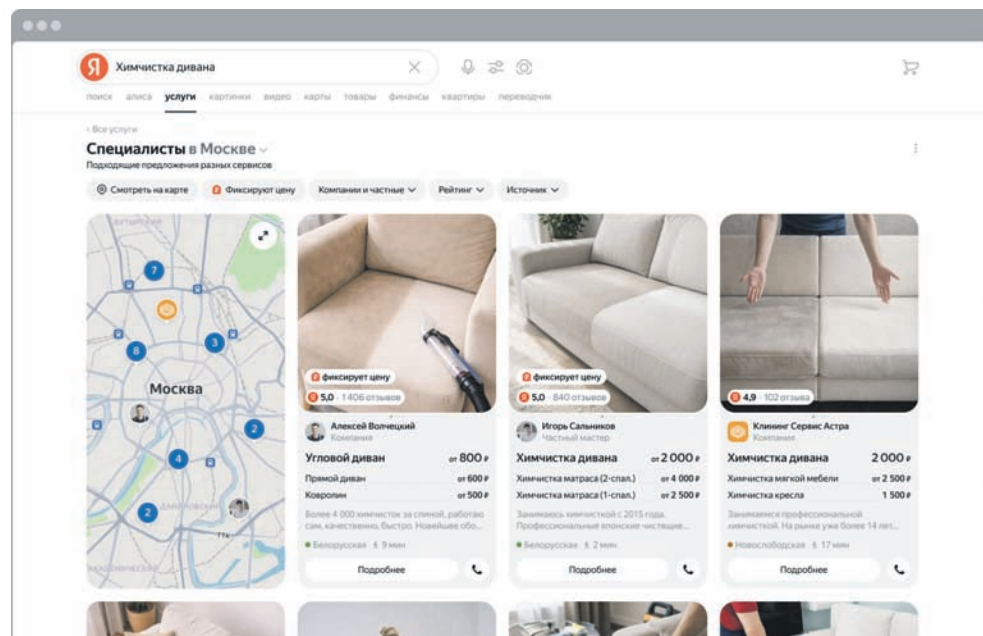 Я Химчистка дивана
поиск алиса услуги картинки видео карты товары финансы квартиры переводчик
‹ Все услуги
Специалисты в Москве
Подходящие предложения разных сервисов
Смотреть на карте Фиксируют цену Компании и частные Рейтинг Источник
7
3
8
Москва
2
4
2
ТТК
фиксирует цену
5,0 · 1 406 отзывов
Алексей Волчецкий
Компания
Угловой диван от 800 ₽
Прямой диван от 600 ₽
Ковролин от 500 ₽
Более 4 000 химчисток за спиной, работаю
сам, качественно, быстро. Новейшее обо...
Белорусская 9 мин
Подробнее
фиксирует цену
5,0 · 840 отзывов
Игорь Сальников
Частный мастер
Химчистка дивана от 2 000 ₽
Химчистка матраса (2-спал.) от 4 000 ₽
Химчистка матраса (1-спал.) от 2 500 ₽
Занимаюсь химчисткой с 2015 года.
Профессиональные японские чистящие...
Белорусская 2 мин
Подробнее
4,9 · 102 отзыва
Клининг Сервис Астра
Компания
Химчистка дивана 2 000 ₽
Химчистка мягкой мебели от 2 500 ₽
Химчистка кресла 1 500 ₽
Занимаемся профессиональной
химчисткой. На рынке уже более 14 лет...
Новослободская 17 мин
Подробнее